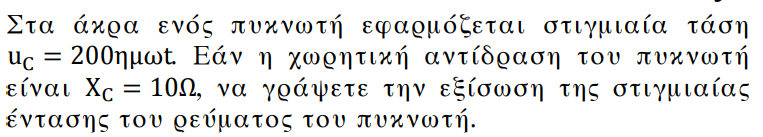 Στα άκρα ενός πυκνωτή εφαρμόζεται στιγμιαία τάση
u_C = 200ημωt. Εάν η χωρητική αντίδραση του πυκνωτή
είναι X_C = 10Ω, να γράψετε την εξίσωση της στιγμιαίας
έντασης του ρεύματος του πυκνωτή.